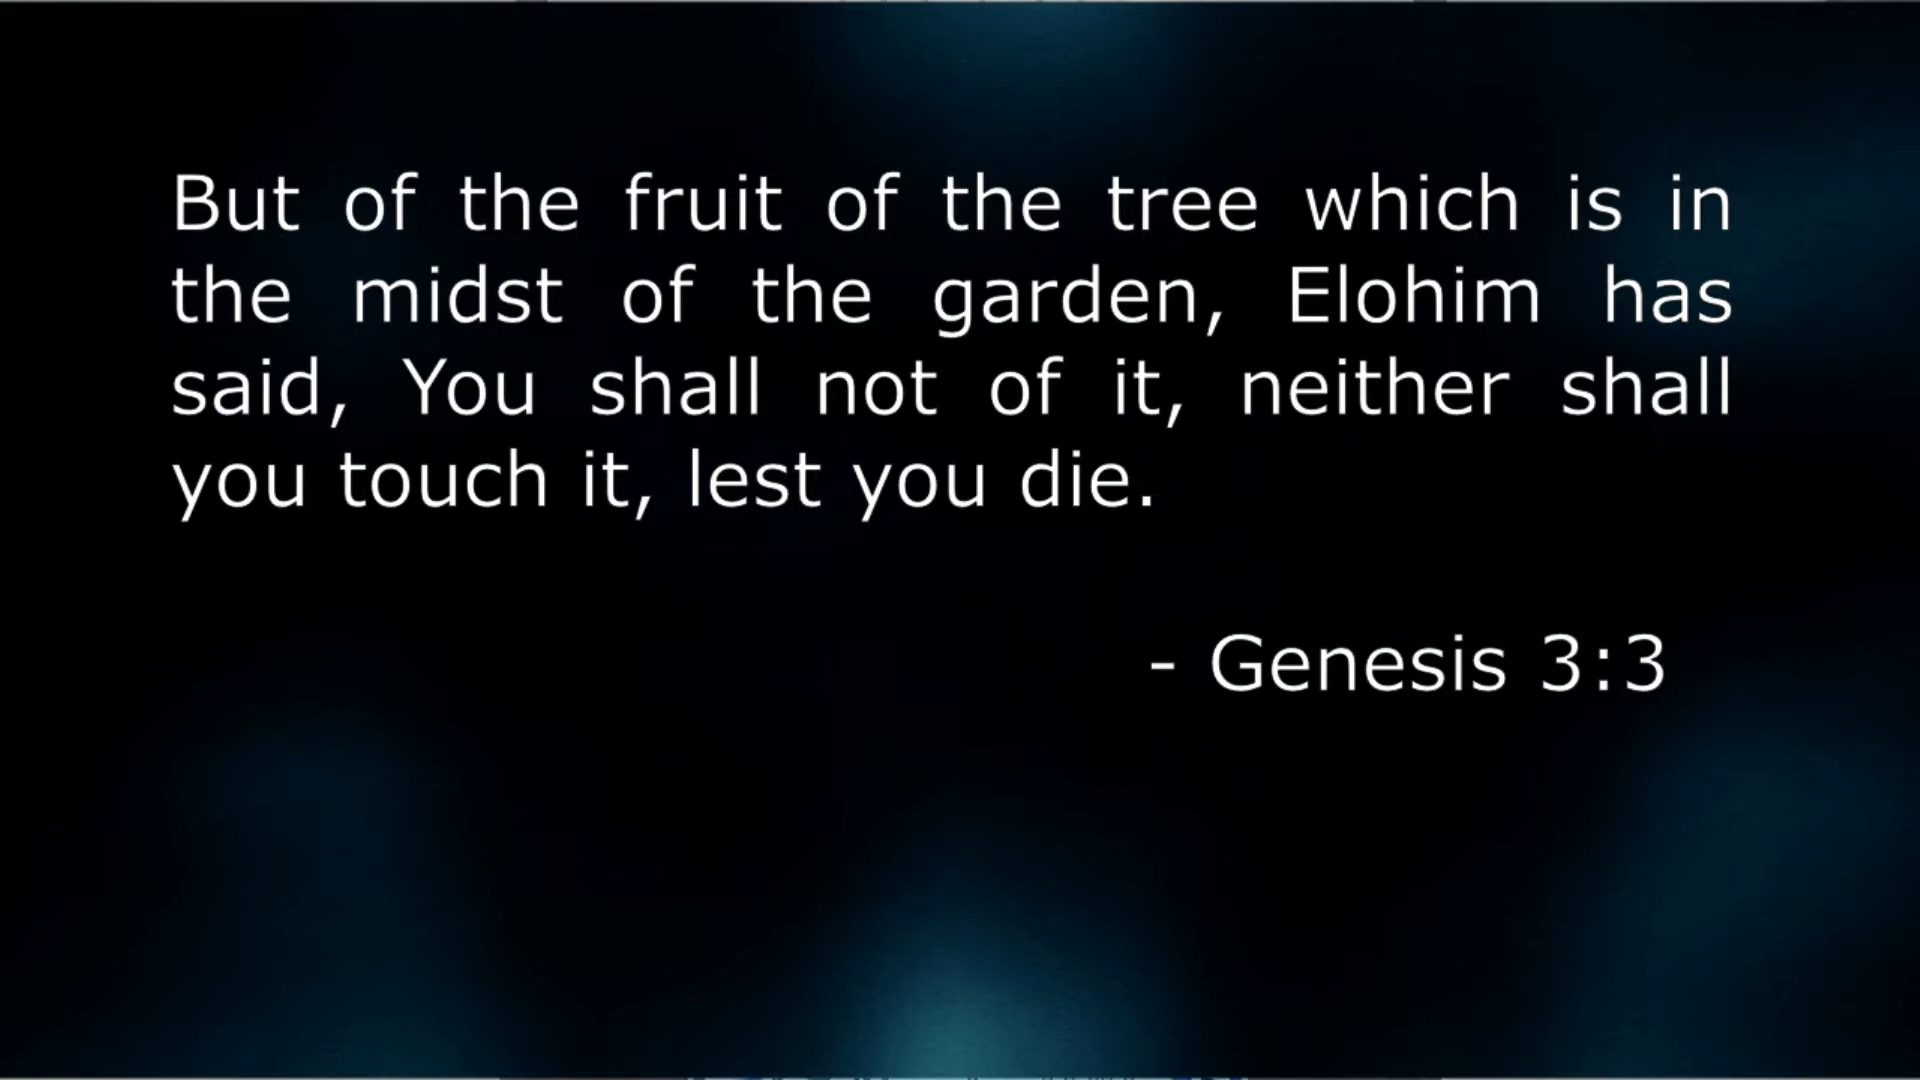 But of the fruit of the tree which is in
the midst of the garden, Elohim has
said, You shall not of it, neither shall
you touch it, lest you die.
- Genesis 3:3